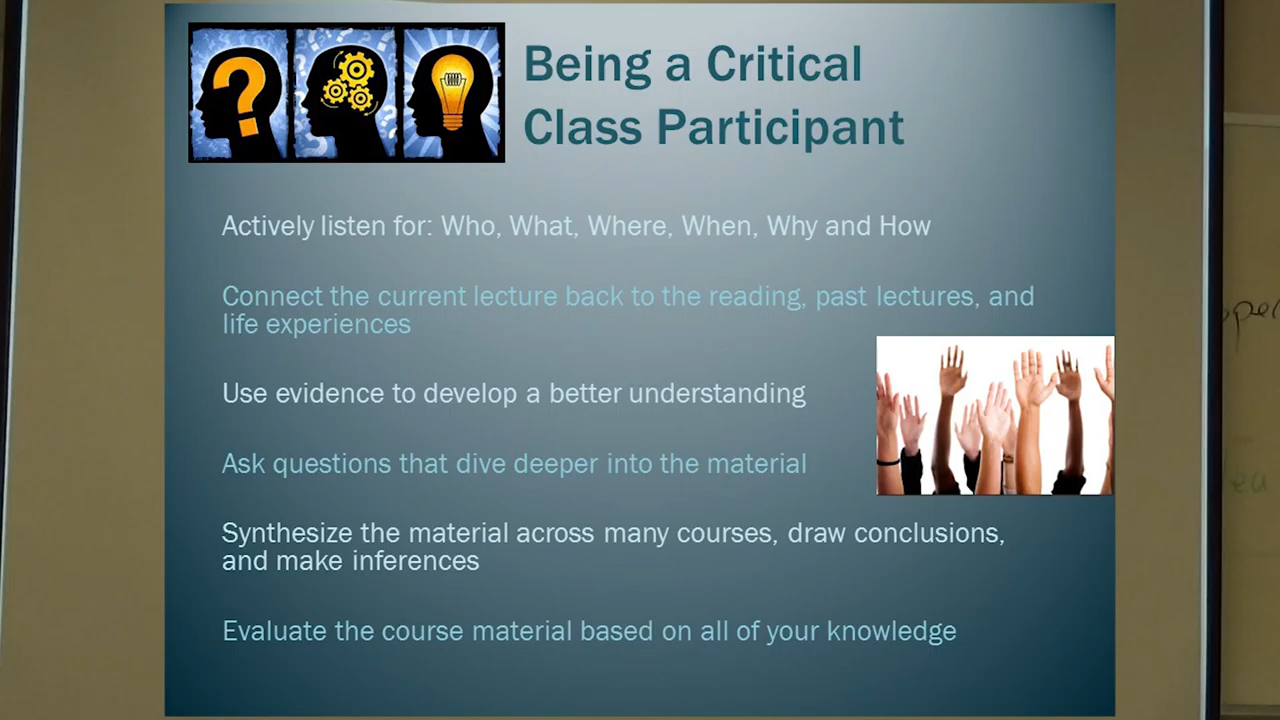 Being a Critical
Class Participant
Actively listen for: Who, What, Where, When, Why and How
Connect the current lecture back to the reading, past lectures, and
life experiences
Use evidence to develop a better understanding
Ask questions that dive deeper into the material
Synthesize the material across many courses, draw conclusions,
and make inferences
Evaluate the course material based on all of your knowledge